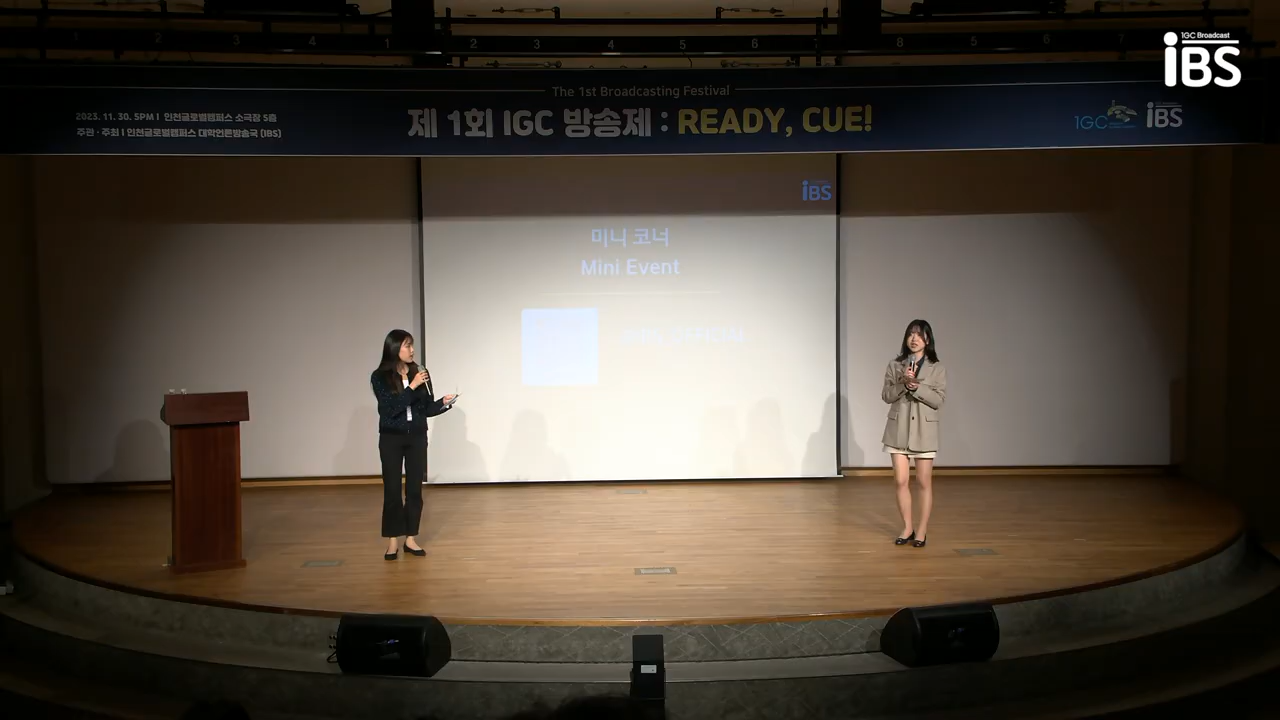 IGC Broadcast
iBS
The 1st Broadcasting Festival
2023. 11. 30. 5PM I 인천글로벌캠퍼스 소극장 5층
주관 · 주최 I 인천글로벌캠퍼스 대학언론방송국 (IBS)
제 1회 IGC 방송제 : READY, CUE!
IGC
iBS
iBS
미니 코너
Mini Event